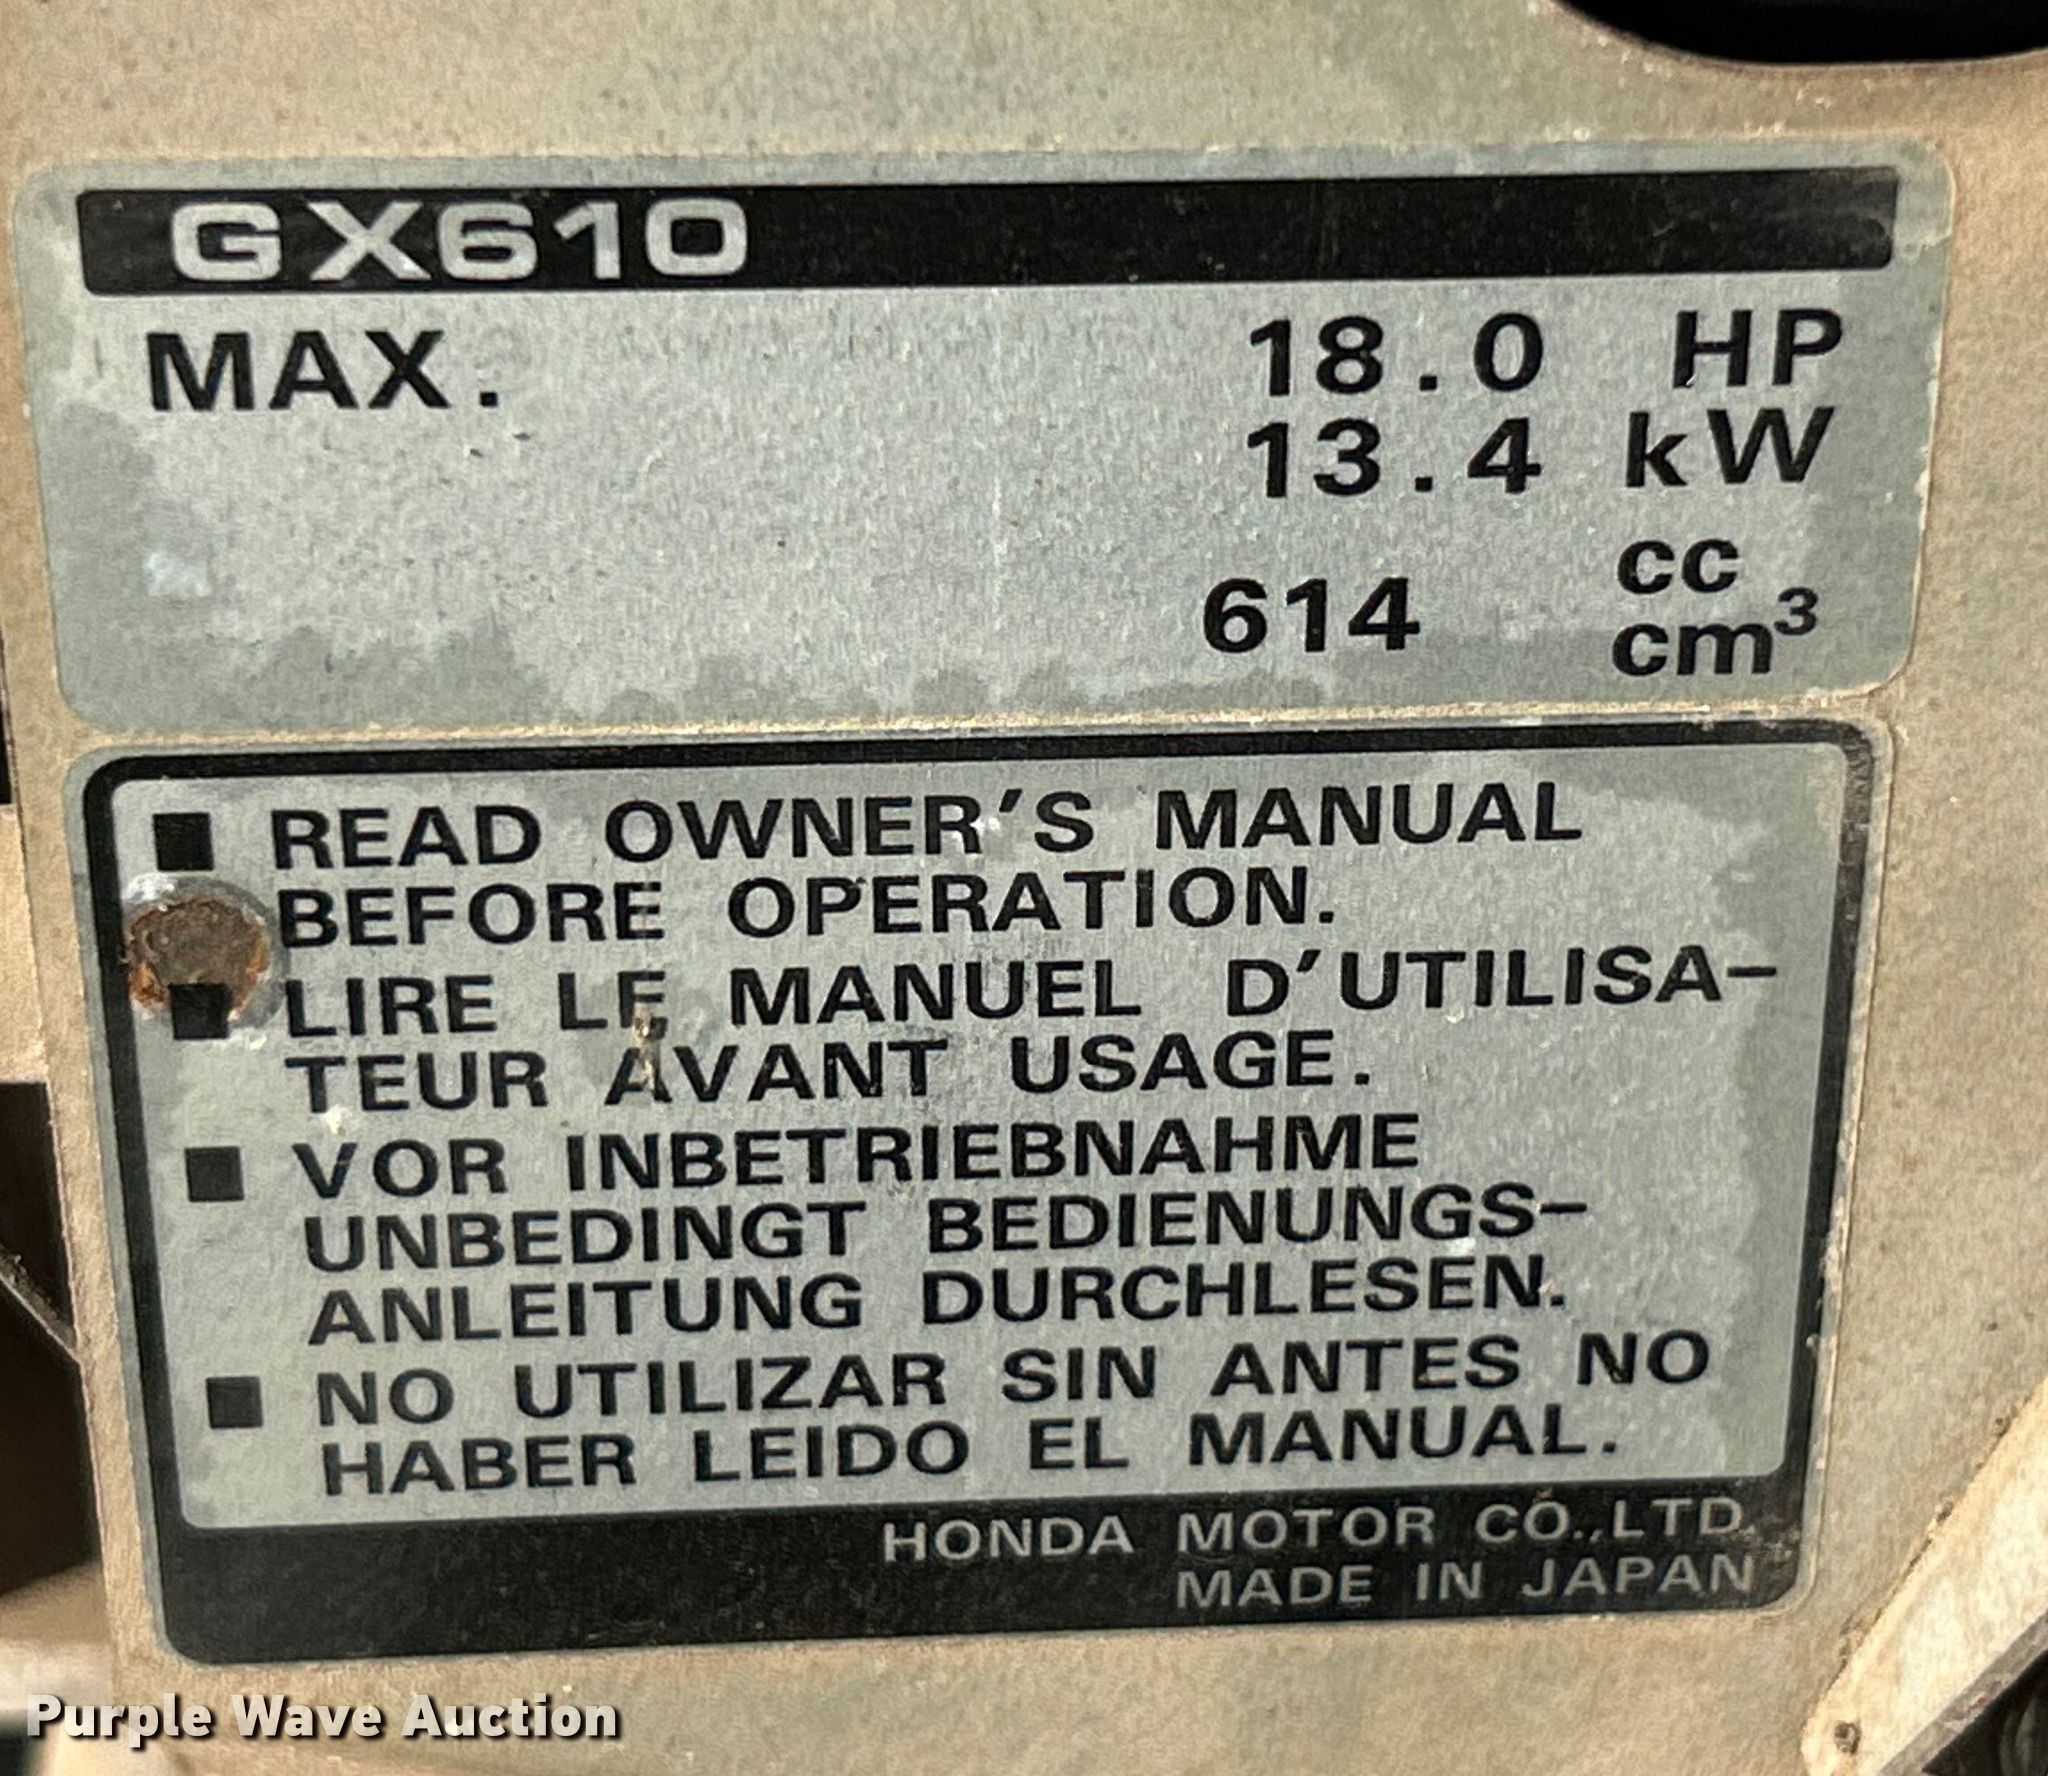 GX610
MAX. 18.0 HP
13.4 kW
614 cc
cm³
■ READ OWNER'S MANUAL
BEFORE OPERATION.
■ LIRE LE MANUEL D'UTILISA-
TEUR AVANT USAGE.
■ VOR INBETRIEBNAHME
UNBEDINGT BEDIENUNGS-
ANLEITUNG DURCHLESEN.
■ NO UTILIZAR SIN ANTES NO
HABER LEIDO EL MANUAL.
HONDA MOTOR CO.,LTD.
MADE IN JAPAN
Purple Wave Auction